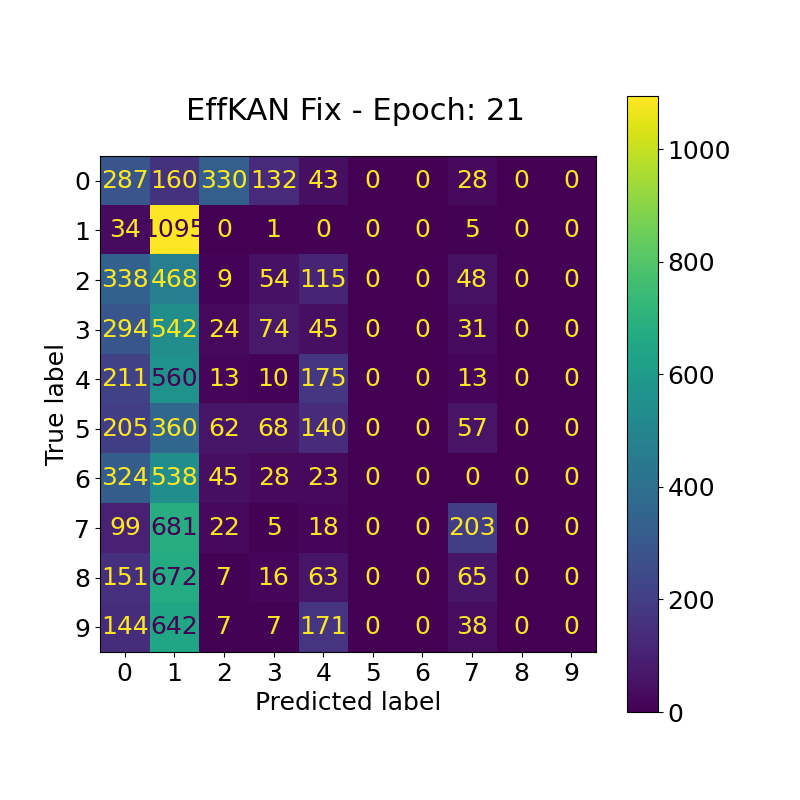 EffKAN Fix - Epoch: 21
0 287 160 330 132 43 0 0 28 0 0
1 34 1095 0 1 0 0 0 5 0 0
2 338 468 9 54 115 0 0 48 0 0
3 294 542 24 74 45 0 0 31 0 0
4 211 560 13 10 175 0 0 13 0 0
5 205 360 62 68 140 0 0 57 0 0
6 324 538 45 28 23 0 0 0 0 0
7 99 681 22 5 18 0 0 203 0 0
8 151 672 7 16 63 0 0 65 0 0
9 144 642 7 7 171 0 0 38 0 0
0 1 2 3 4 5 6 7 8 9
Predicted label
True label
1000
800
600
400
200
0